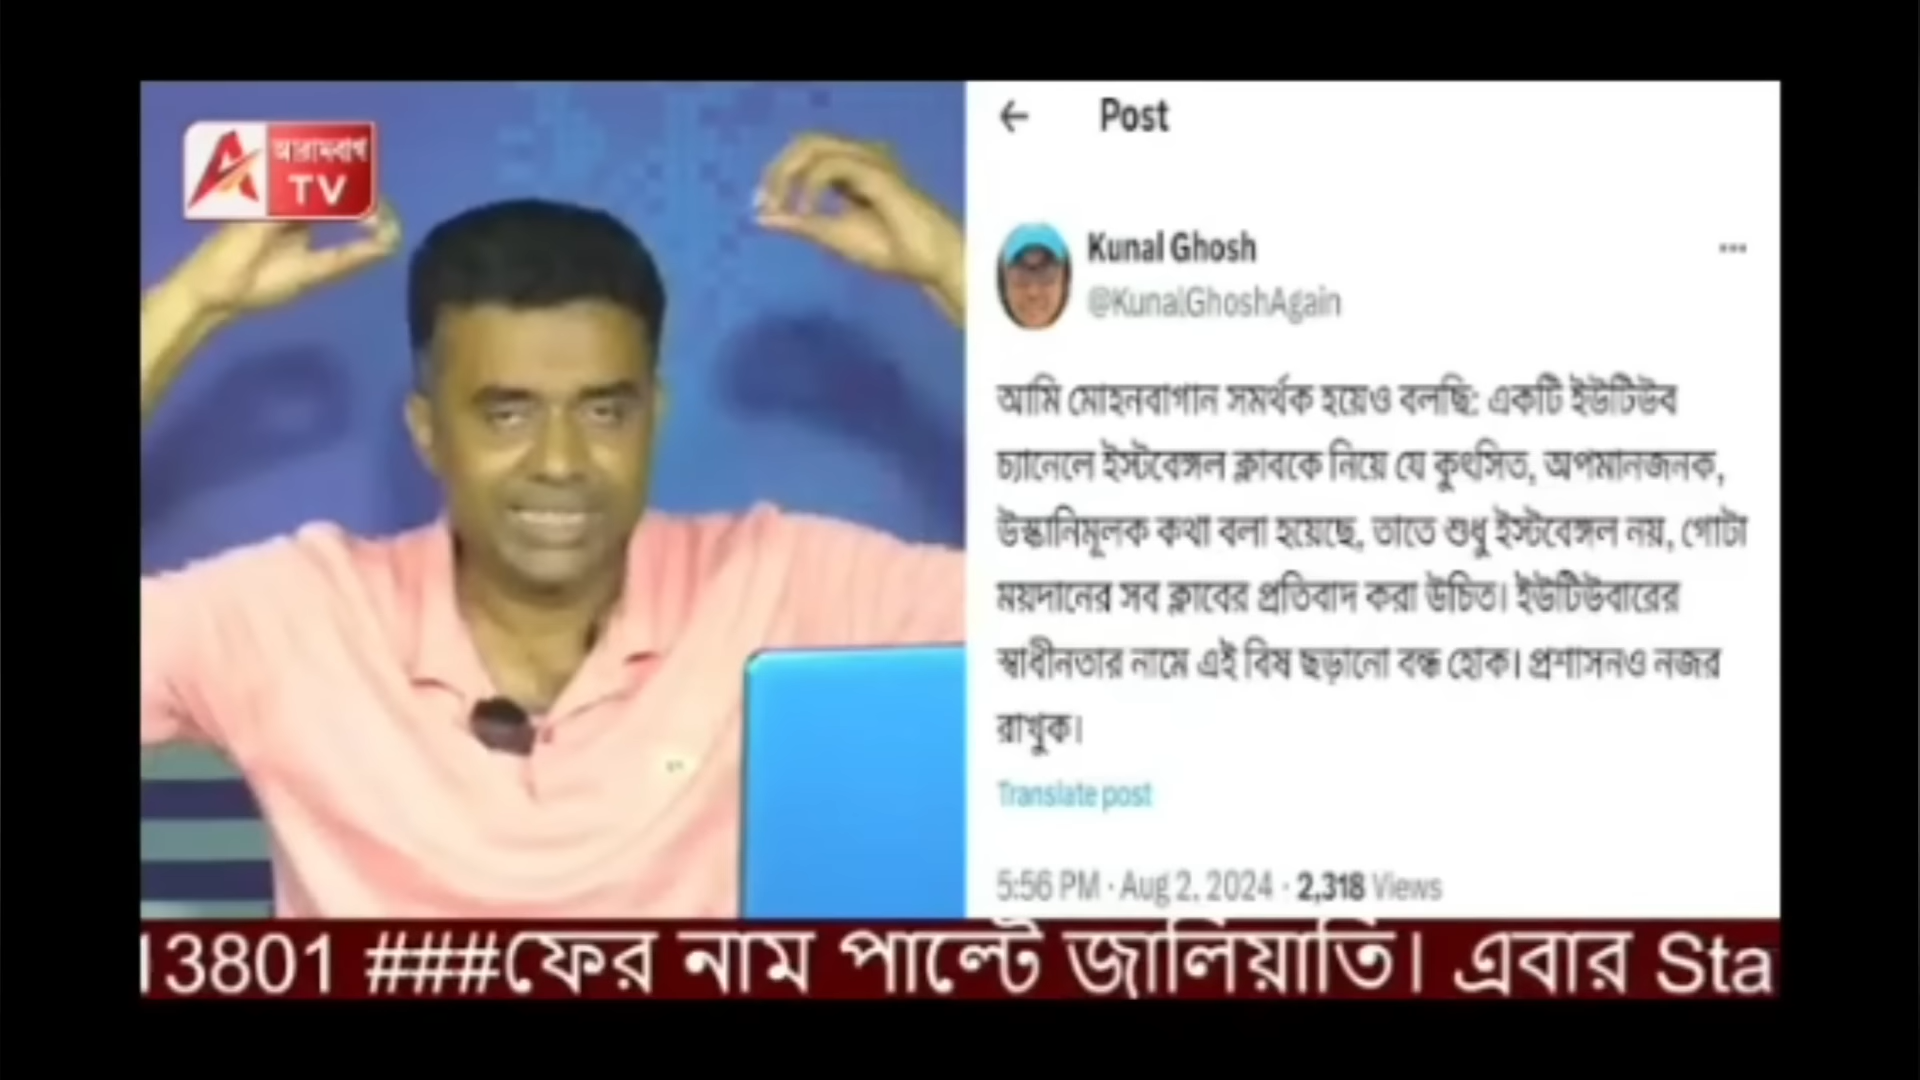 আরামবাগ
TV
Post
Kunal Ghosh
@KunalGhoshAgain
আমি মোহনবাগান সমর্থক হয়েও বলছি: একটি ইউটিউব
চ্যানেলে ইস্টবেঙ্গল ক্লাবকে নিয়ে যে কুৎসিত, অপমানজনক,
উস্কানিমূলক কথা বলা হয়েছে, তাতে শুধু ইস্টবেঙ্গল নয়, গোটা
ময়দানের সব ক্লাবের প্রতিবাদ করা উচিত। ইউটিউবারের
স্বাধীনতার নামে এই বিষ ছড়ানো বন্ধ হোক। প্রশাসনও নজর
রাখুক।
Translate post
5:56 PM · Aug 2, 2024 · 2,318 Views
13801 ###ফের নাম পাল্টে জালিয়াতি। এবার Sta